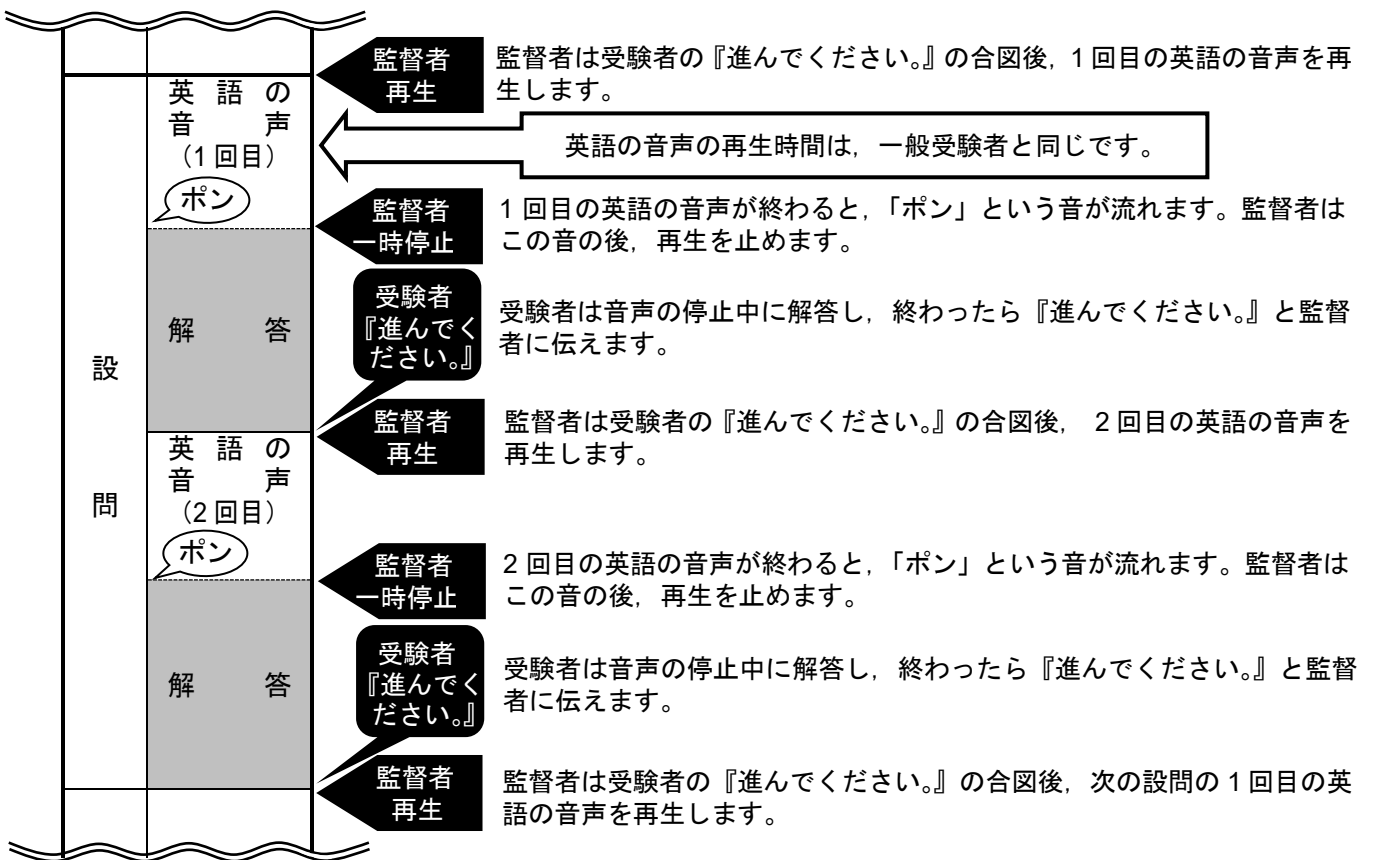 監督者
再生
監督者は受験者の『進んでください。』の合図後，1回目の英語の音声を再
生します。
英語の
音声
（1回目）
英語の音声の再生時間は，一般受験者と同じです。
ポン
監督者
一時停止
1回目の英語の音声が終わると，「ポン」という音が流れます。監督者は
この音の後，再生を止めます。
解答
受験者
『進んでく
ださい。』
受験者は音声の停止中に解答し，終わったら『進んでください。』と監督
者に伝えます。
設問
監督者
再生
監督者は受験者の『進んでください。』の合図後，2回目の英語の音声を
再生します。
英語の
音声
（2回目）
ポン
監督者
一時停止
2回目の英語の音声が終わると，「ポン」という音が流れます。監督者は
この音の後，再生を止めます。
解答
受験者
『進んでく
ださい。』
受験者は音声の停止中に解答し，終わったら『進んでください。』と監督
者に伝えます。
監督者
再生
監督者は受験者の『進んでください。』の合図後，次の設問の1回目の英
語の音声を再生します。